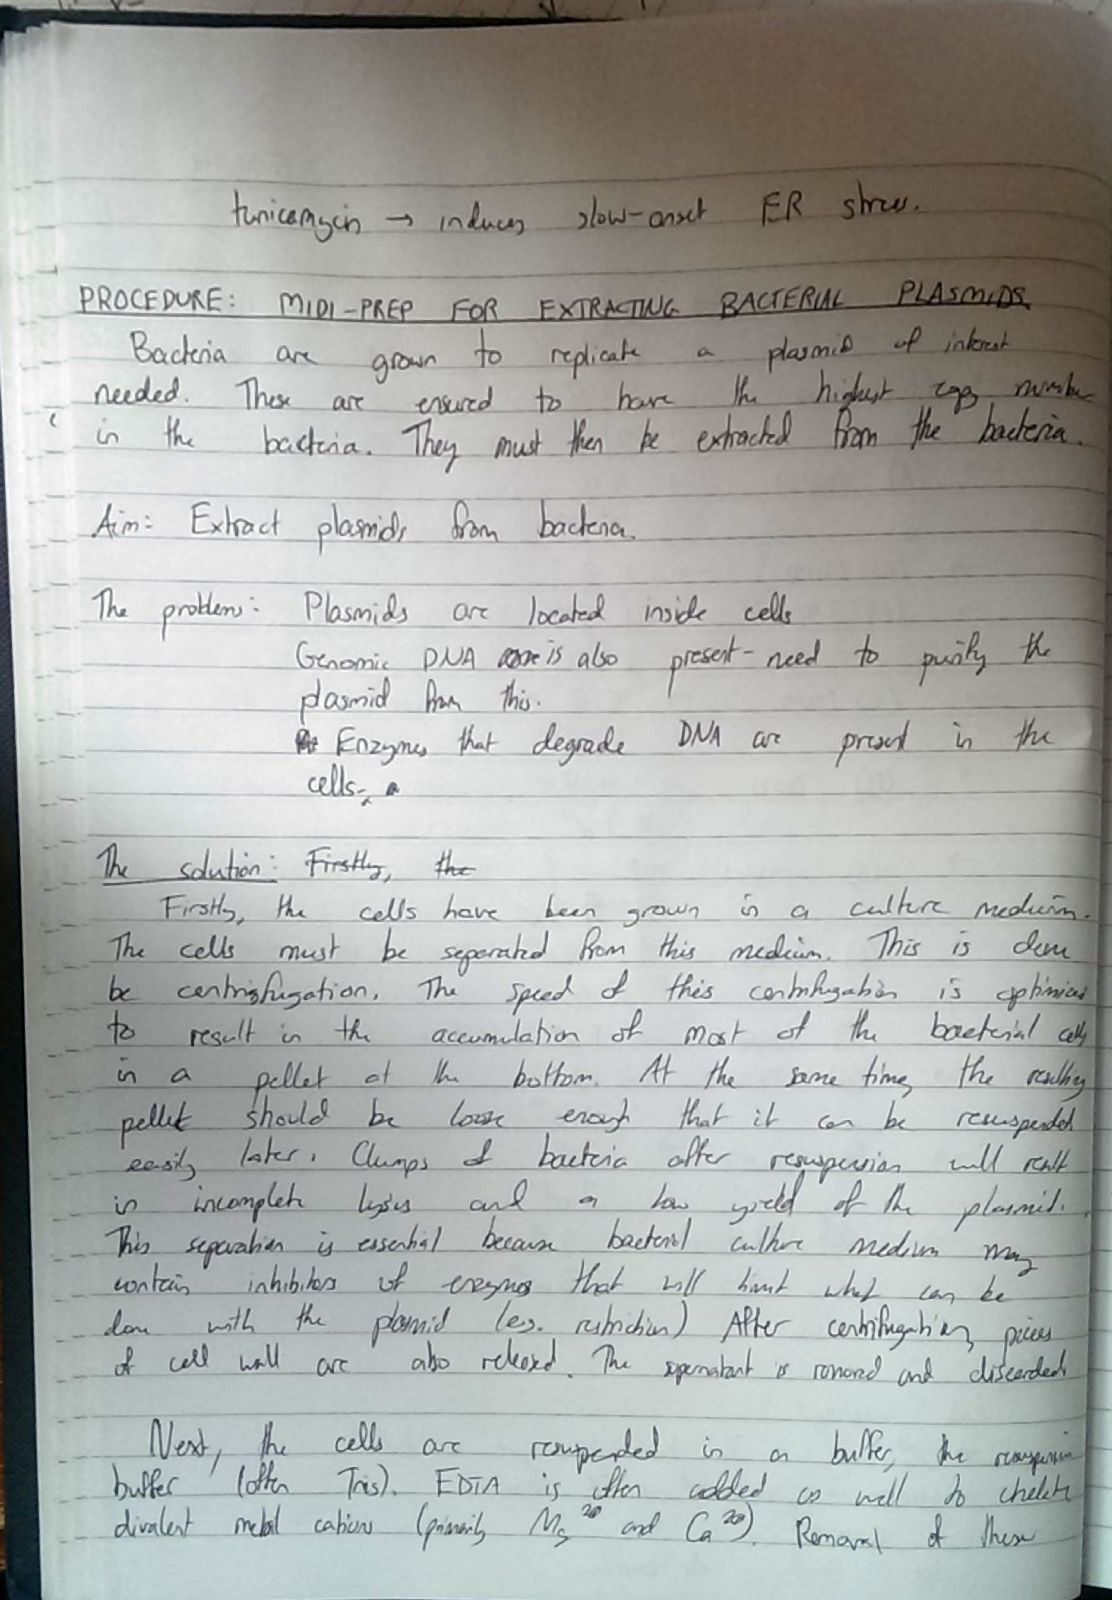 tunicamycin → induces slow-onset ER stress.
PROCEDURE: MIDI-PREP FOR EXTRACTING BACTERIAL PLASMIDS
Bacteria are grown to replicate a plasmid of interest
needed. These are ensured to have the highest copy number
in the bacteria. They must then be extracted from the bacteria.
Aim: Extract plasmids from bacteria.
The problem: Plasmids are located inside cells
Genomic DNA is also present - need to purify the
plasmid from this.
Enzymes that degrade DNA are present in the
cells.
The solution: Firstly, the
Firstly, the cells have been grown in a culture medium.
The cells must be separated from this medium. This is done
be centrifugation. The speed of this centrifugation is optimised
to result in the accumulation of most of the bacterial cells
in a pellet at the bottom. At the same time, the resulting
pellet should be loose enough that it can be resuspended
easily later. Clumps of bacteria after resuspension will result
in incomplete lysis and a low yield of the plasmid.
This separation is essential because bacterial culture medium may
contain inhibitors of enzymes that will limit what can be
done with the plasmid (eg. restriction) After centrifugation, pieces
of cell wall are also released. The supernatant is removed and discarded
Next, the cells are resuspended in a buffer, the resuspension
buffer (often Tris). EDTA is often added as well to chelate
divalent metal cations (primarily Mg²⁺ and Ca²⁺). Removal of these